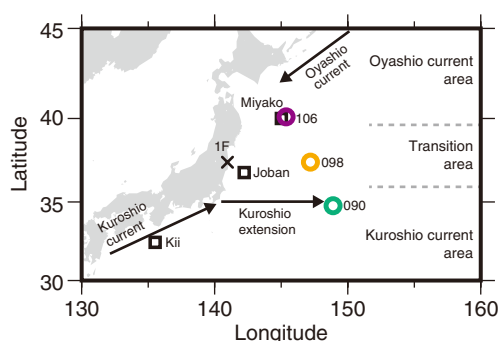 45
40
35
30
130
140
150
160
Latitude
Longitude
Oyashio
current
Oyashio current
area
Miyako
106
1F
098
Transition
area
Joban
Kuroshio
current
Kuroshio
extension
090
Kii
Kuroshio current
area